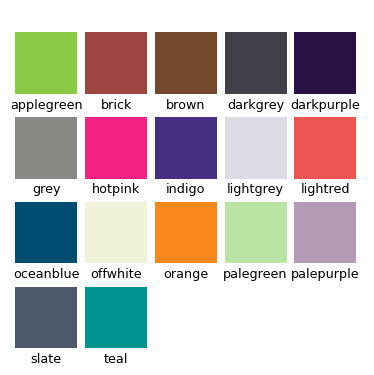 applegreen brick brown darkgrey darkpurple
grey hotpink indigo lightgrey lightred
oceanblue offwhite orange palegreen palepurple
slate teal